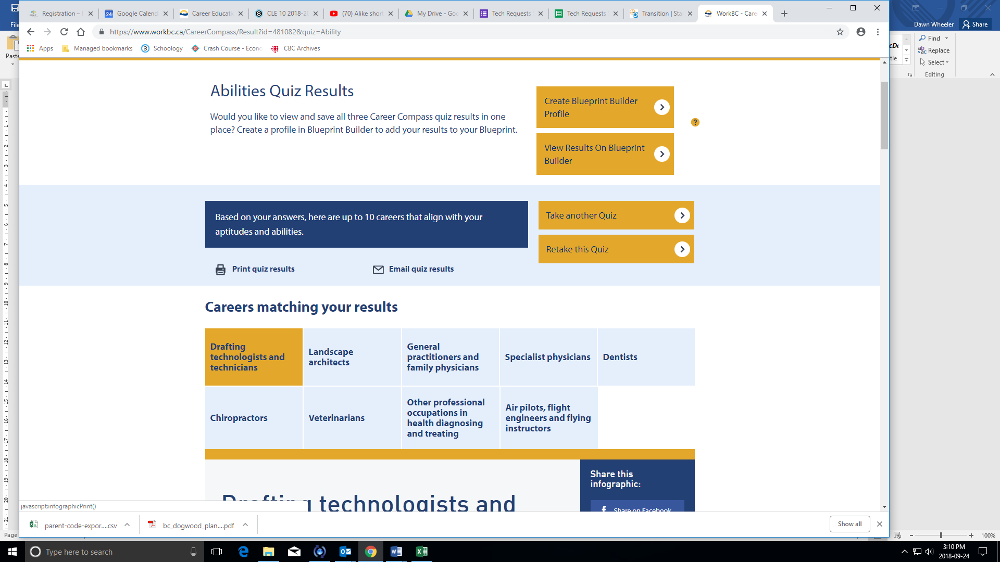 Registration –
Google Calend
Career Educati
CLE 10 2018-20
(70) Alike short
My Drive - Goo
Tech Requests
Tech Requests
Transition | Sta
WorkBC - Care
https://www.workbc.ca/CareerCompass/Result?id=481082&quiz=Ability
Apps
Managed bookmarks
Schoology
Crash Course - Econ
CBC Archives
File
Paste
Dawn Wheeler
Share
Find
Replace
Select
Editing
Abilities Quiz Results
Would you like to view and save all three Career Compass quiz results in one
place? Create a profile in Blueprint Builder to add your results to your Blueprint.
Create Blueprint Builder
Profile
?
View Results On Blueprint
Builder
Based on your answers, here are up to 10 careers that align with your
aptitudes and abilities.
Take another Quiz
Retake this Quiz
Print quiz results
Email quiz results
Careers matching your results
Drafting
technologists and
technicians
Landscape
architects
General
practitioners and
family physicians
Specialist physicians
Dentists
Chiropractors
Veterinarians
Other professional
occupations in
health diagnosing
and treating
Air pilots, flight
engineers and flying
instructors
Share this
infographic:
Drafting technologists and
Share on Facebook
javascript:infographicPrint()
parent-code-expor....csv
bc_dogwood_plan....pdf
Show all
Page
100%
Type here to search
3:10 PM
2018-09-24